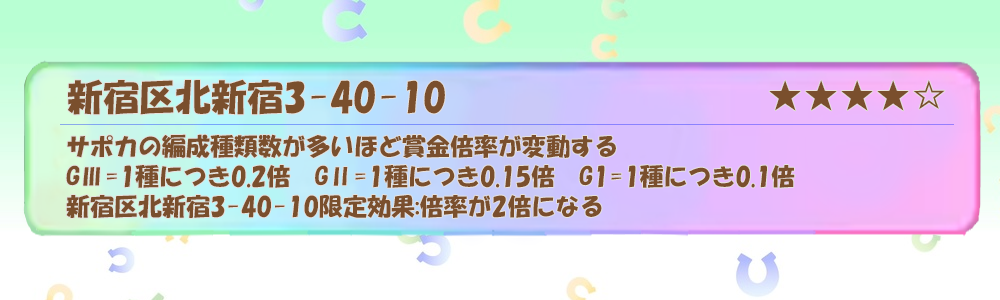 新宿区北新宿3-40-10 ★★★★☆
サポカの編成種類数が多いほど賞金倍率が変動する
GⅢ=1種につき0.2倍　GⅡ=1種につき0.15倍　G1=1種につき0.1倍
新宿区北新宿3-40-10限定効果:倍率が2倍になる